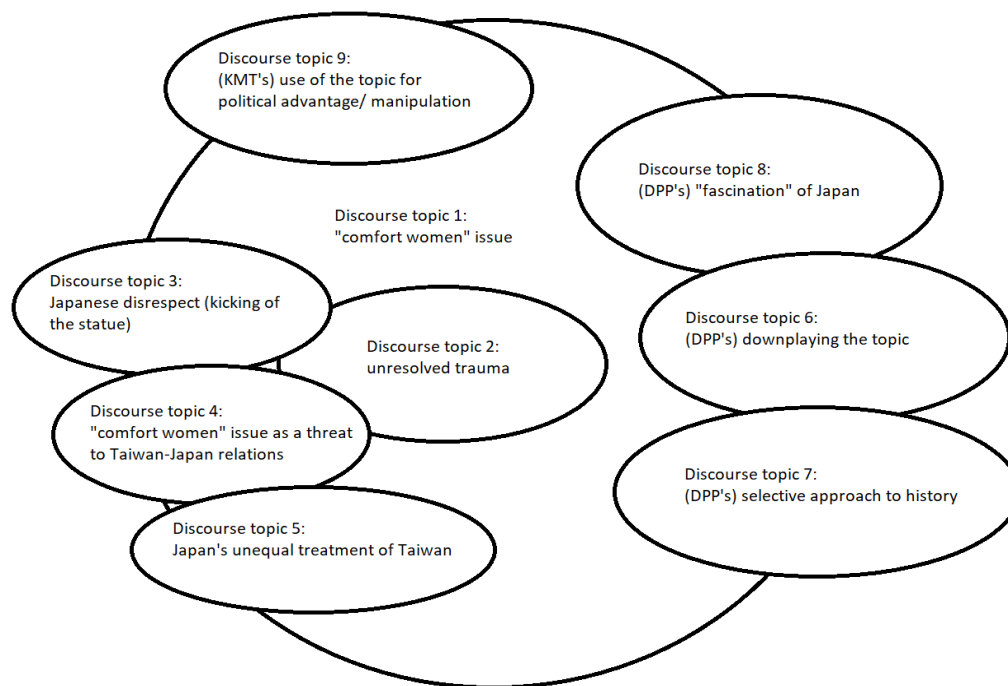 Discourse topic 9:
(KMT's) use of the topic for
political advantage/ manipulation
Discourse topic 8:
(DPP's) "fascination" of Japan
Discourse topic 1:
"comfort women" issue
Discourse topic 3:
Japanese disrespect (kicking of
the statue)
Discourse topic 6:
(DPP's) downplaying the topic
Discourse topic 2:
unresolved trauma
Discourse topic 4:
"comfort women" issue as a threat
to Taiwan-Japan relations
Discourse topic 7:
(DPP's) selective approach to history
Discourse topic 5:
Japan's unequal treatment of Taiwan